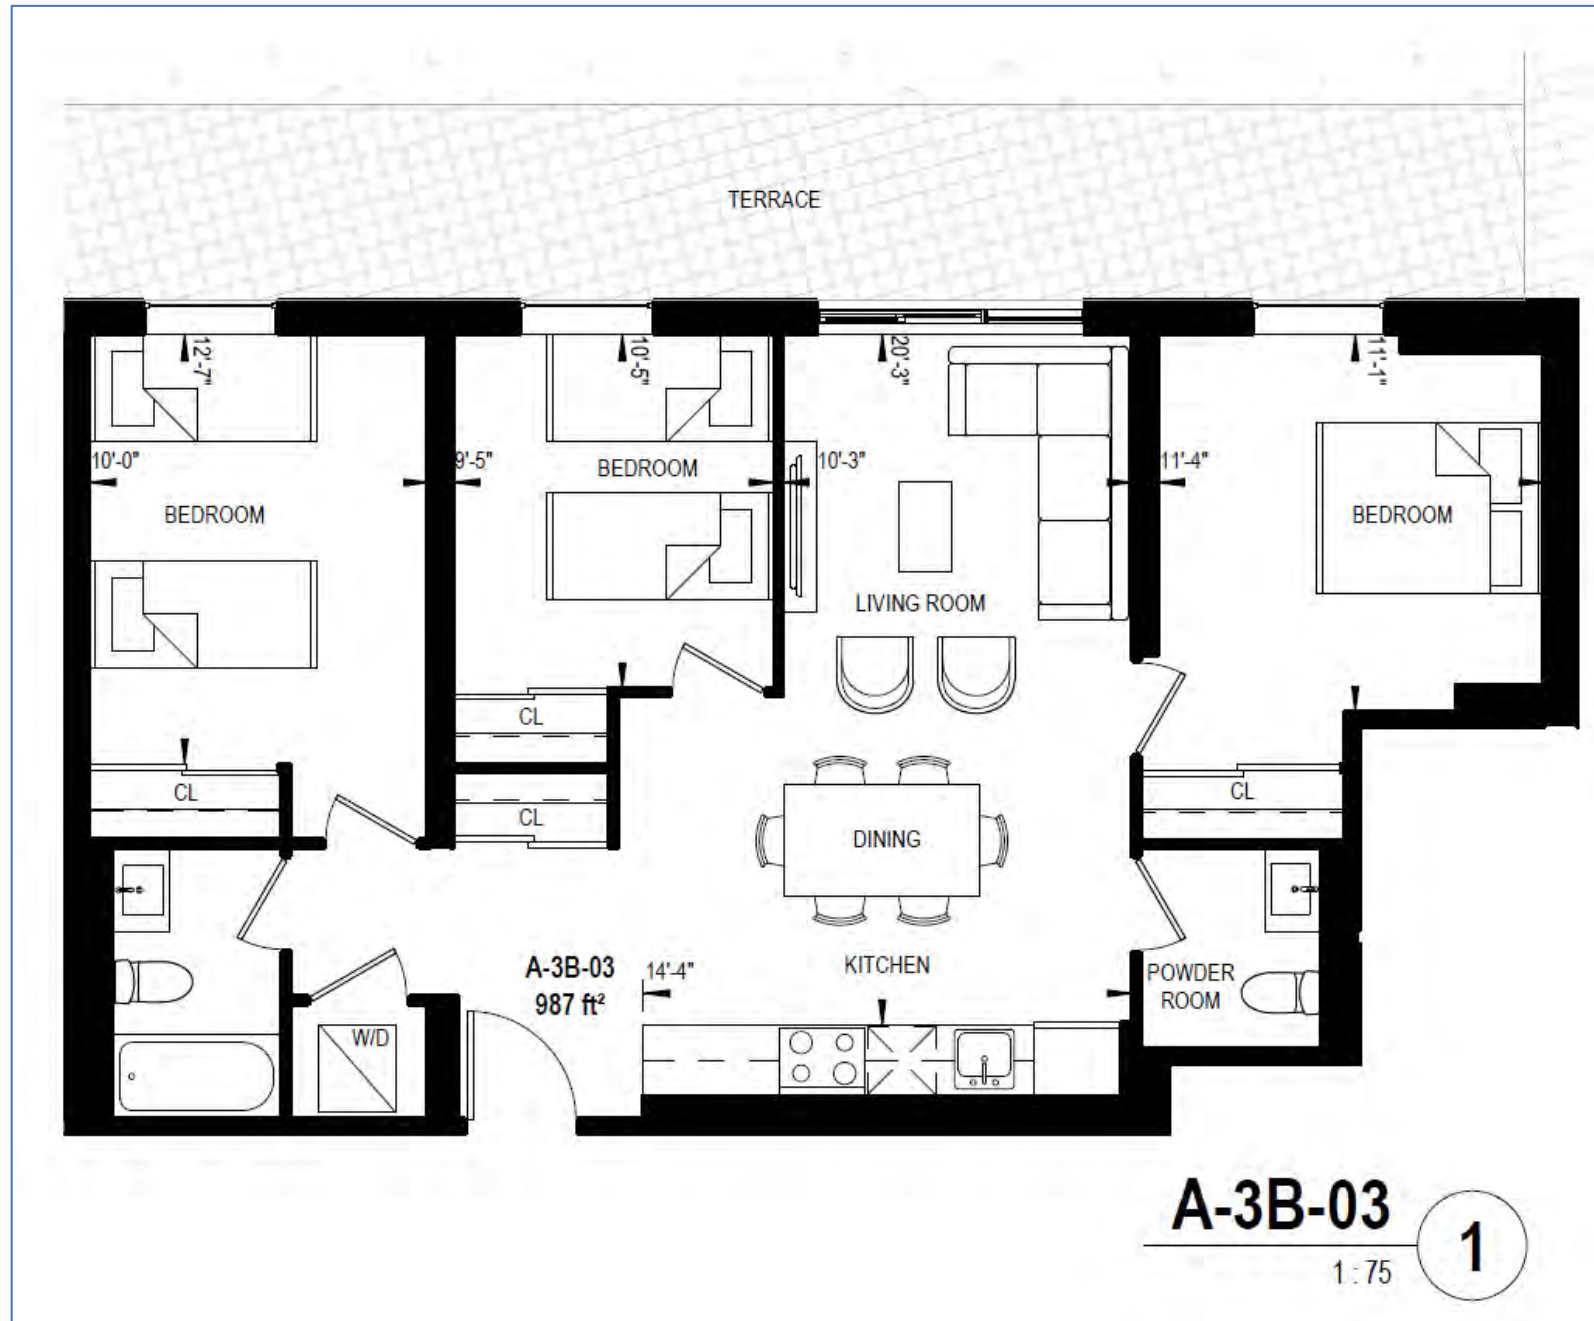 TERRACE
12'-7"
10'-5"
20'-3"
11'-1"
10'-0"
9'-5"
10'-3"
11'-4"
BEDROOM
BEDROOM
BEDROOM
LIVING ROOM
CL
CL
CL
CL
DINING
A-3B-03
987 ft²
14'-4"
KITCHEN
POWDER
ROOM
W/D
A-3B-03
1
1 : 75